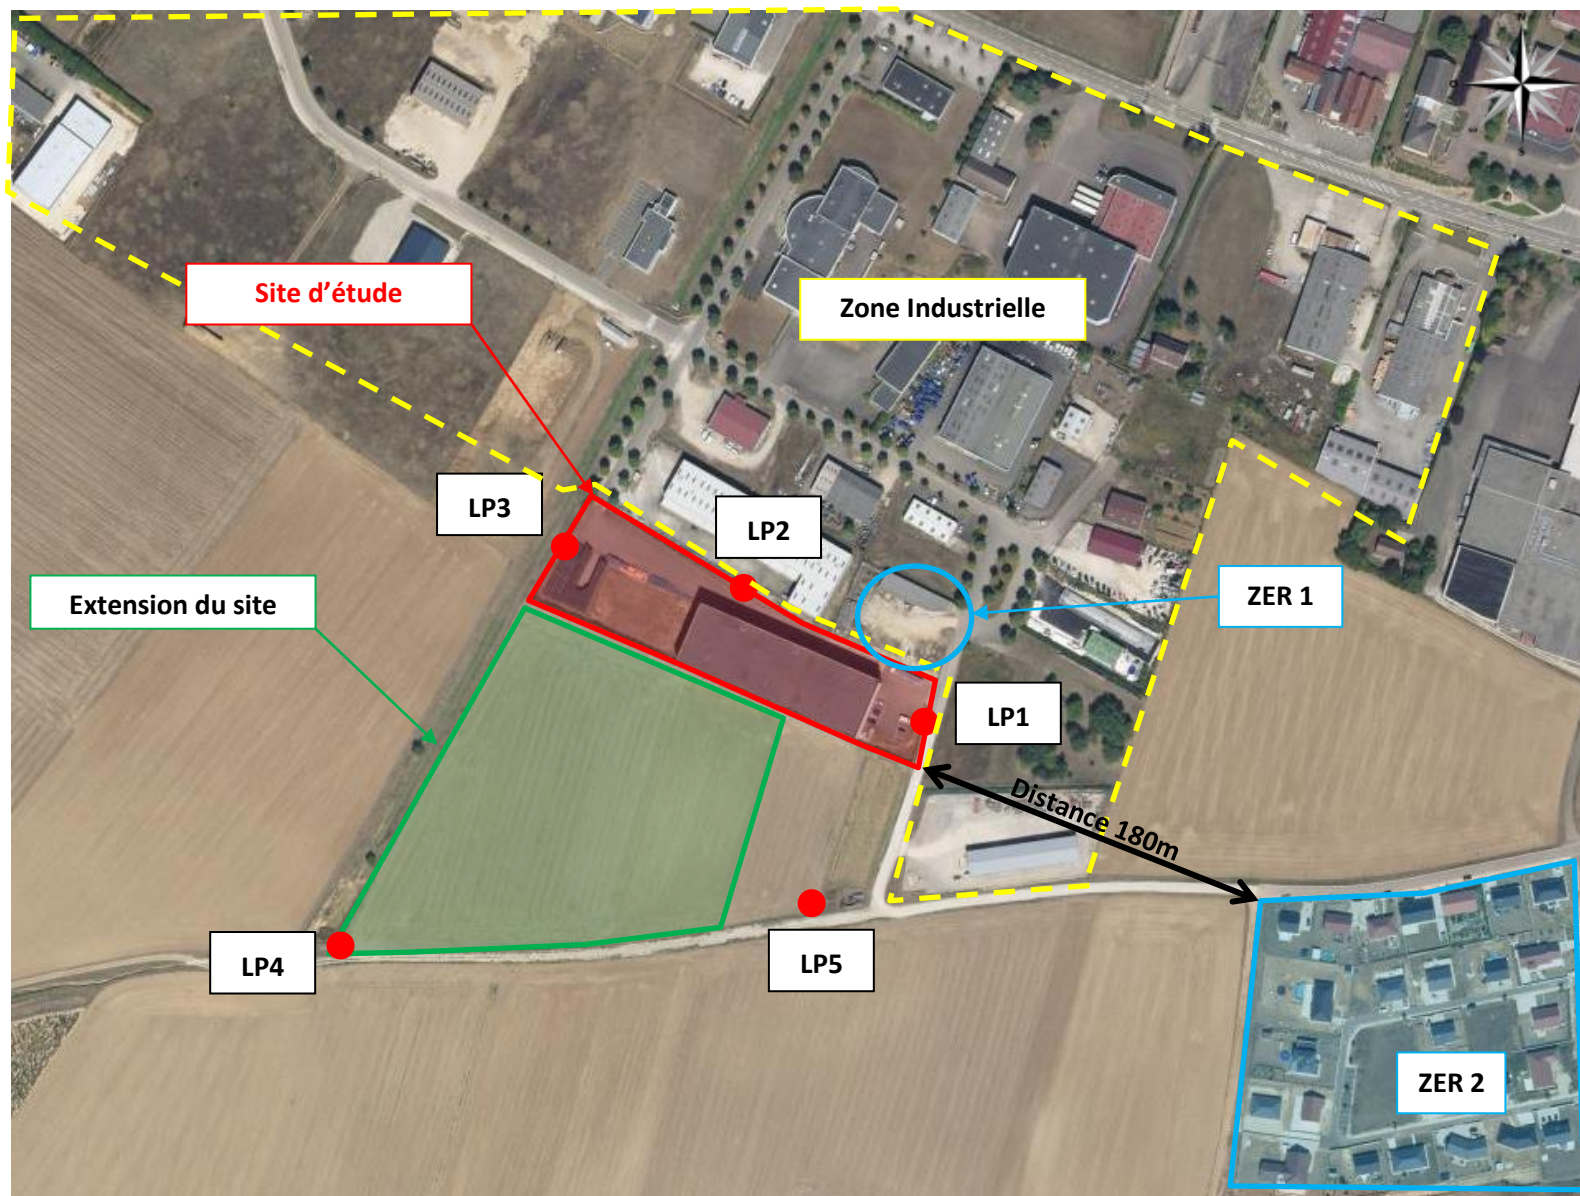 Site d’étude
Zone Industrielle
LP3
LP2
Extension du site
ZER 1
LP1
Distance 180m
LP4
LP5
ZER 2